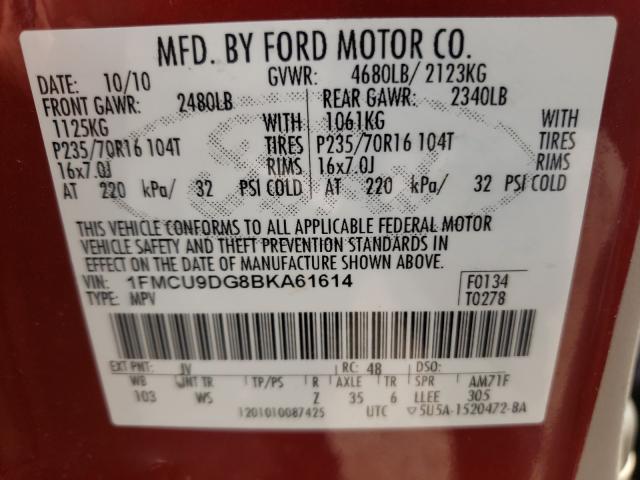 MFD. BY FORD MOTOR CO.
DATE: 10/10 GVWR: 4680LB/ 2123KG
FRONT GAWR: 2480LB REAR GAWR: 2340LB
1125KG WITH 1061KG WITH
P235/70R16 104T TIRES P235/70R16 104T TIRES
16x7.0J RIMS 16x7.0J RIMS
AT 220 kPa/ 32 PSI COLD AT 220 kPa/ 32 PSI COLD
THIS VEHICLE CONFORMS TO ALL APPLICABLE FEDERAL MOTOR
VEHICLE SAFETY AND THEFT PREVENTION STANDARDS IN
EFFECT ON THE DATE OF MANUFACTURE SHOWN ABOVE.
VIN: 1FMCU9DG8BKA61614 F0134
TYPE: MPV T0278
EXT PNT: JV RC: 48 DSO:
WB INT TR TP/PS R AXLE TR SPR AM71F
103 WS Z 35 6 LLEE 305
1201010087425 UTC 5U5A-1520472-BA